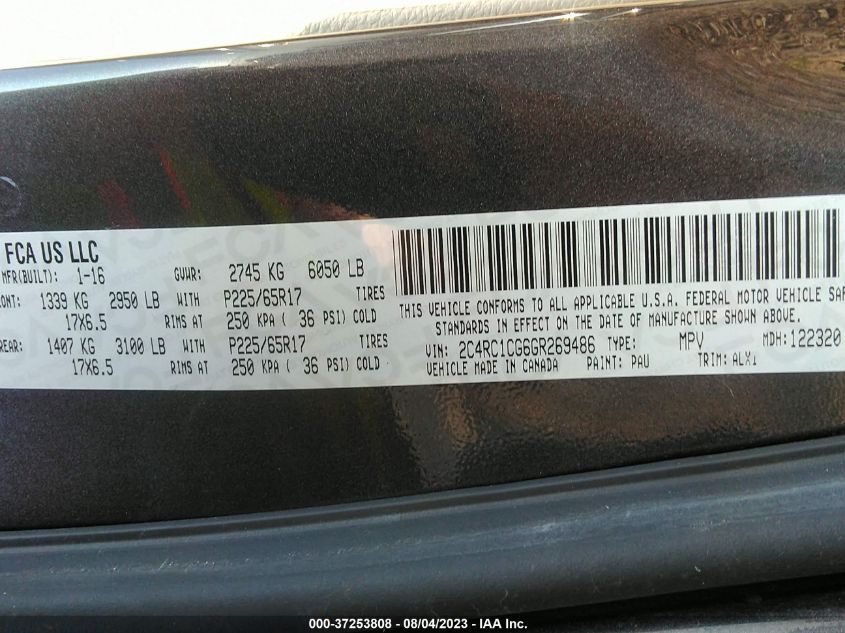 FCA US LLC
MFR(BUILT): 1-16 GVWR: 2745 KG 6050 LB
ONT: 1339 KG 2950 LB WITH P225/65R17 TIRES
17X6.5 RIMS AT 250 KPA ( 36 PSI) COLD
REAR: 1407 KG 3100 LB WITH P225/65R17 TIRES
17X6.5 RIMS AT 250 KPA ( 36 PSI) COLD
THIS VEHICLE CONFORMS TO ALL APPLICABLE U.S.A. FEDERAL MOTOR VEHICLE SAF
STANDARDS IN EFFECT ON THE DATE OF MANUFACTURE SHOWN ABOVE.
VIN: 2C4RC1CG6GR269486 TYPE: MPV MDH:122320
VEHICLE MADE IN CANADA PAINT: PAU TRIM: ALX1
000-37253808 - 08/04/2023 - © IAA Inc.